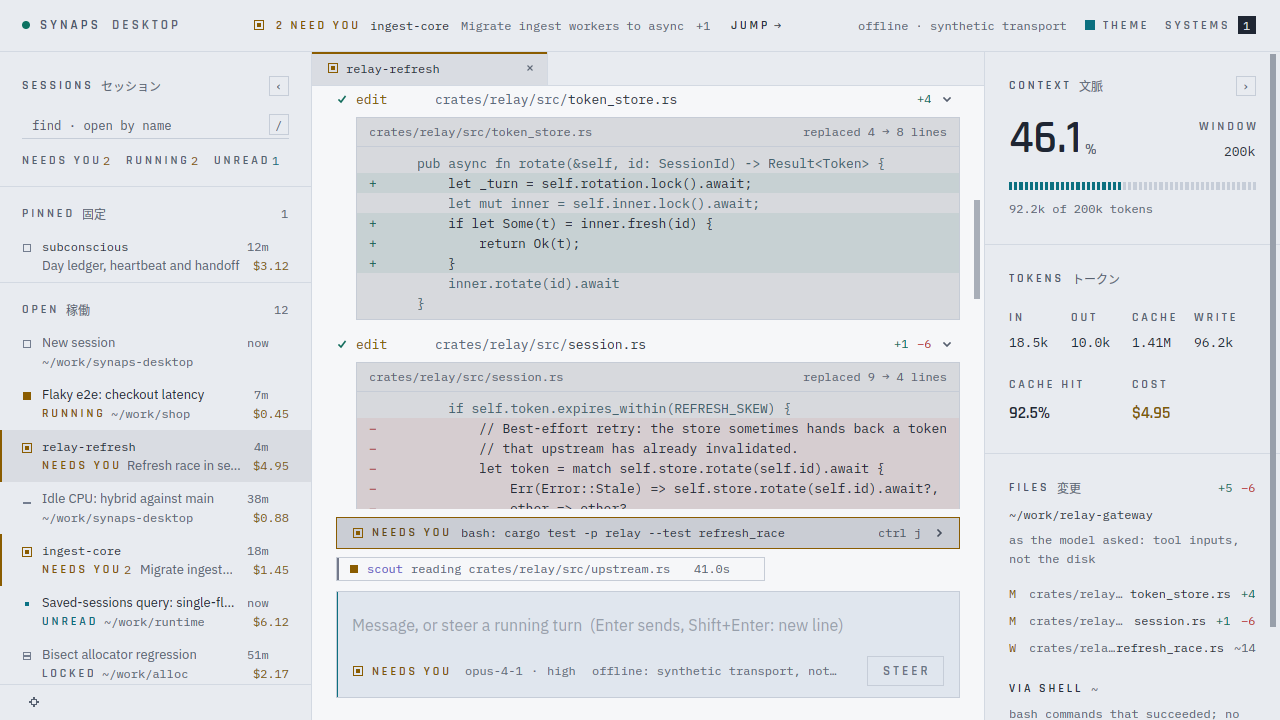 SYNAPS DESKTOP
2 NEED YOU ingest-core Migrate ingest workers to async +1 JUMP →
offline · synthetic transport THEME SYSTEMS 1
SESSIONS セッション ‹
find · open by name /
NEEDS YOU 2 RUNNING 2 UNREAD 1
PINNED 固定 1
subconscious 12m
Day ledger, heartbeat and handoff $3.12
OPEN 稼働 12
New session now
~/work/synaps-desktop
Flaky e2e: checkout latency 7m
RUNNING ~/work/shop $0.45
relay-refresh 4m
NEEDS YOU Refresh race in se… $4.95
Idle CPU: hybrid against main 38m
~/work/synaps-desktop $0.88
ingest-core 18m
NEEDS YOU 2 Migrate ingest… $1.45
Saved-sessions query: single-fl… now
UNREAD ~/work/runtime $6.12
Bisect allocator regression 51m
LOCKED ~/work/alloc $2.17
relay-refresh ×
edit crates/relay/src/token_store.rs +4
crates/relay/src/token_store.rs replaced 4 → 8 lines
pub async fn rotate(&self, id: SessionId) -> Result<Token> {
+ let _turn = self.rotation.lock().await;
let mut inner = self.inner.lock().await;
+ if let Some(t) = inner.fresh(id) {
+ return Ok(t);
+ }
inner.rotate(id).await
}
edit crates/relay/src/session.rs +1 −6
crates/relay/src/session.rs replaced 9 → 4 lines
if self.token.expires_within(REFRESH_SKEW) {
− // Best-effort retry: the store sometimes hands back a token
− // that upstream has already invalidated.
− let token = match self.store.rotate(self.id).await {
− Err(Error::Stale) => self.store.rotate(self.id).await?,
− other => other?
NEEDS YOU bash: cargo test -p relay --test refresh_race ctrl j
scout reading crates/relay/src/upstream.rs 41.0s
Message, or steer a running turn (Enter sends, Shift+Enter: new line)
NEEDS YOU opus-4-1 · high offline: synthetic transport, not… STEER
CONTEXT 文脈 ›
46.1% WINDOW
200k
92.2k of 200k tokens
TOKENS トークン
IN OUT CACHE WRITE
18.5k 10.0k 1.41M 96.2k
CACHE HIT COST
92.5% $4.95
FILES 変更 +5 −6
~/work/relay-gateway
as the model asked: tool inputs,
not the disk
M crates/relay… token_store.rs +4
M crates/relay… session.rs +1 −6
W crates/rela…refresh_race.rs ~14
VIA SHELL ~
bash commands that succeeded; no